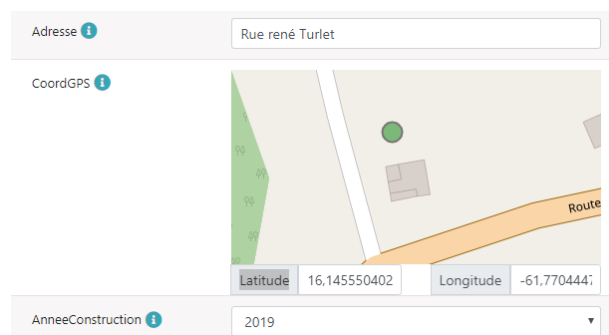 Adresse
Rue rené Turlet
CoordGPS
Route
Latitude 16,145550402 Longitude -61,7704447
AnneeConstruction
2019